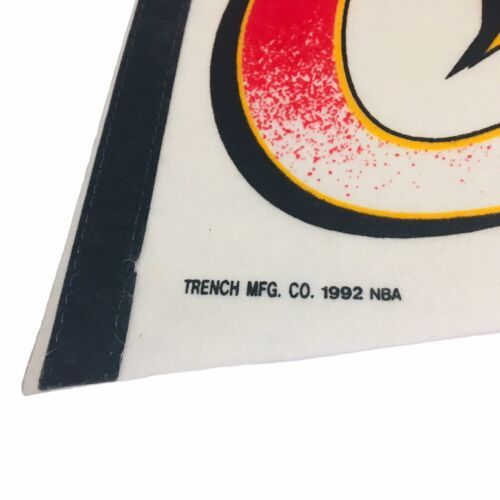 TRENCH MFG. CO. 1992 NBA